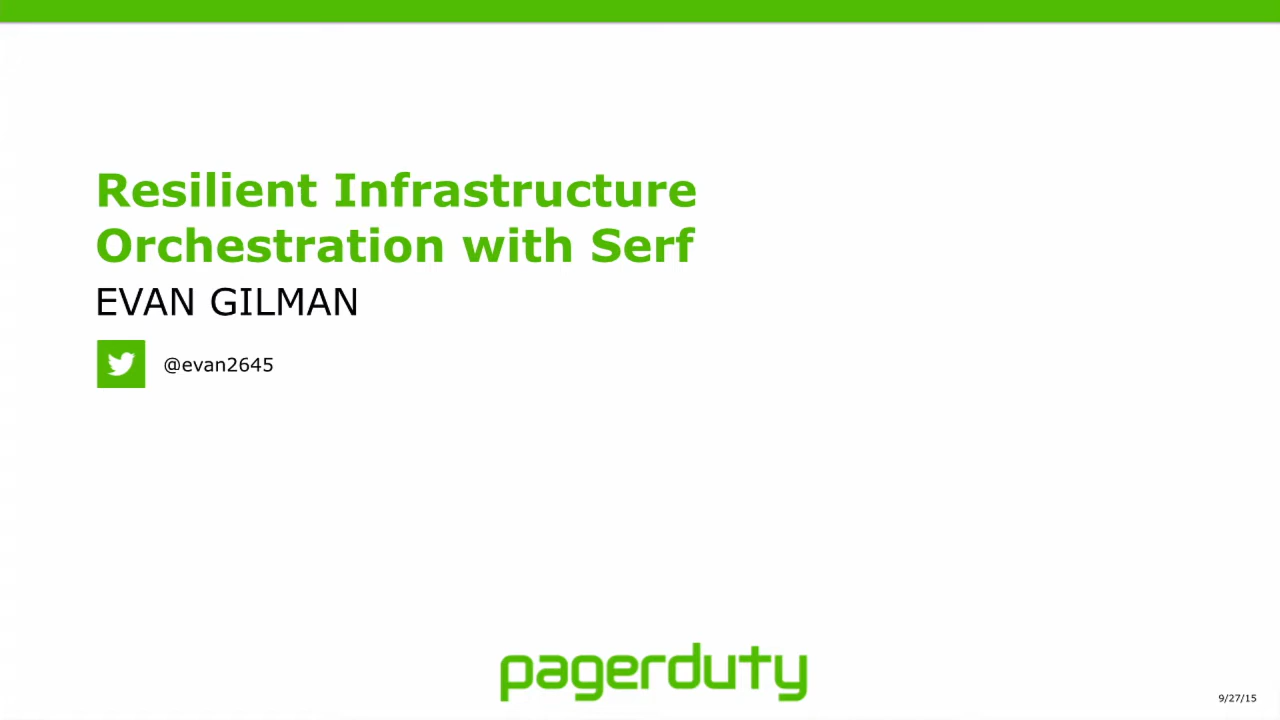 Resilient Infrastructure
Orchestration with Serf
EVAN GILMAN
@evan2645
pagerduty
9/27/15